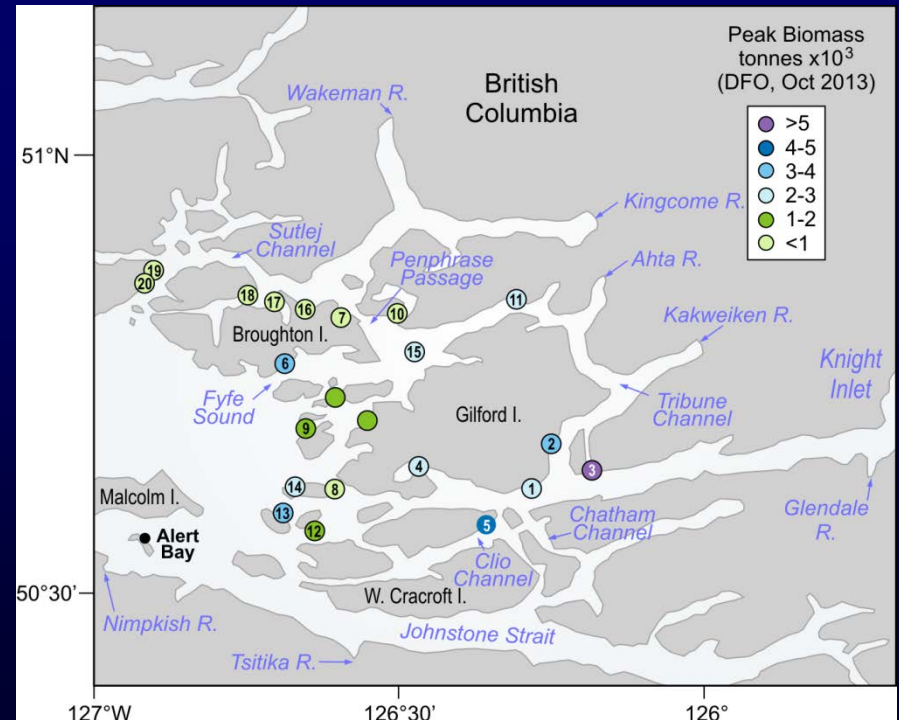 Peak Biomass
tonnes x10³
(DFO, Oct 2013)
>5
4-5
3-4
2-3
1-2
<1
British
Columbia
Wakeman R.
51°N
Kingcome R.
Sutlej
Channel
Penphrase
Passage
Ahta R.
19
20
18
17
16
7
10
11
Kakweiken R.
Broughton I.
15
6
Knight
Inlet
Fyfe
Sound
Tribune
Channel
Gilford I.
9
2
4
3
14
8
1
Malcolm I.
13
12
5
Chatham
Channel
Glendale
R.
Alert
Bay
Clio
Channel
50°30'
W. Cracroft I.
Nimpkish R.
Johnstone Strait
Tsitika R.
127°W
126°30'
126°